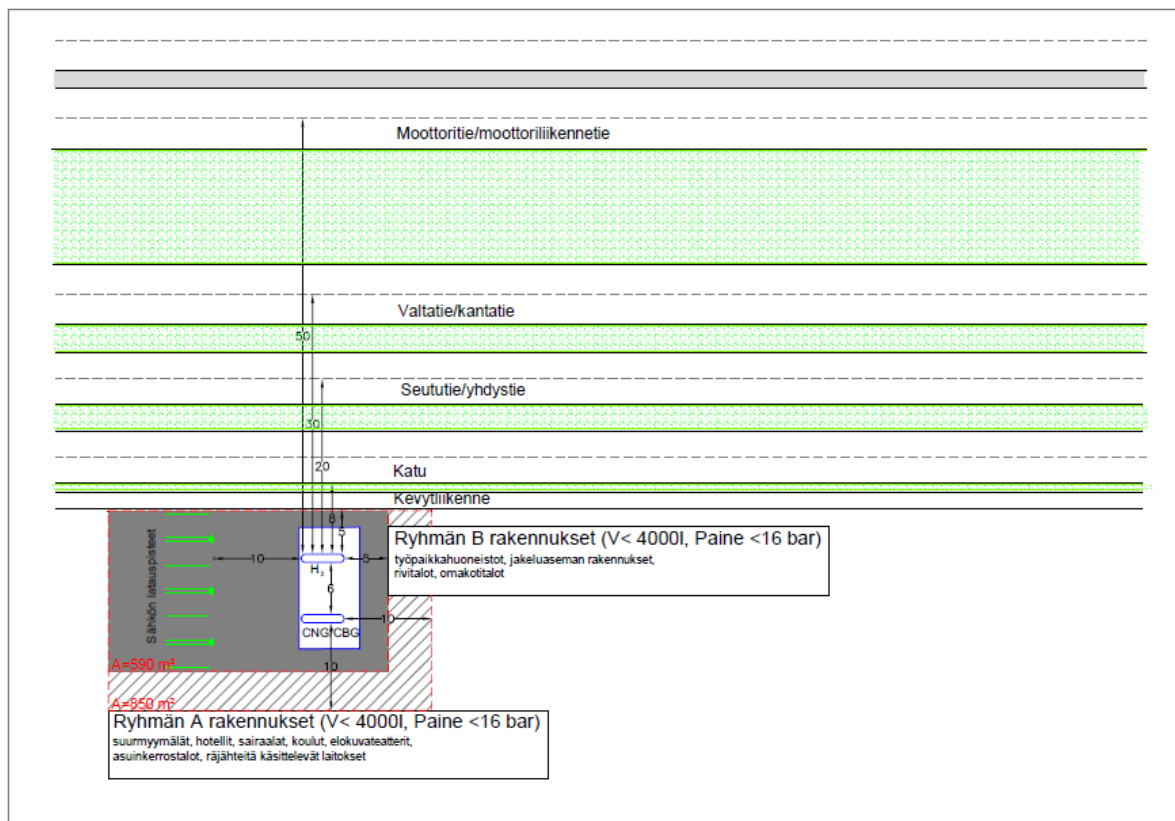 Moottoritie/moottoriliikennetie
Valtatie/kantatie
50
Seututie/yhdystie
30
20
Katu
Kevytliikenne
8
5
Sähkön latauspisteet
10
H₂
5
6
CNG/CBG
10
10
A=590 m²
A=850 m²
Ryhmän B rakennukset (V< 4000l, Paine <16 bar)
työpaikkahuoneistot, jakeluaseman rakennukset,
rivitalot, omakotitalot
Ryhmän A rakennukset (V< 4000l, Paine <16 bar)
suurmyymälät, hotellit, sairaalat, koulut, elokuvateatterit,
asuinkerrostalot, räjähteitä käsittelevät laitokset